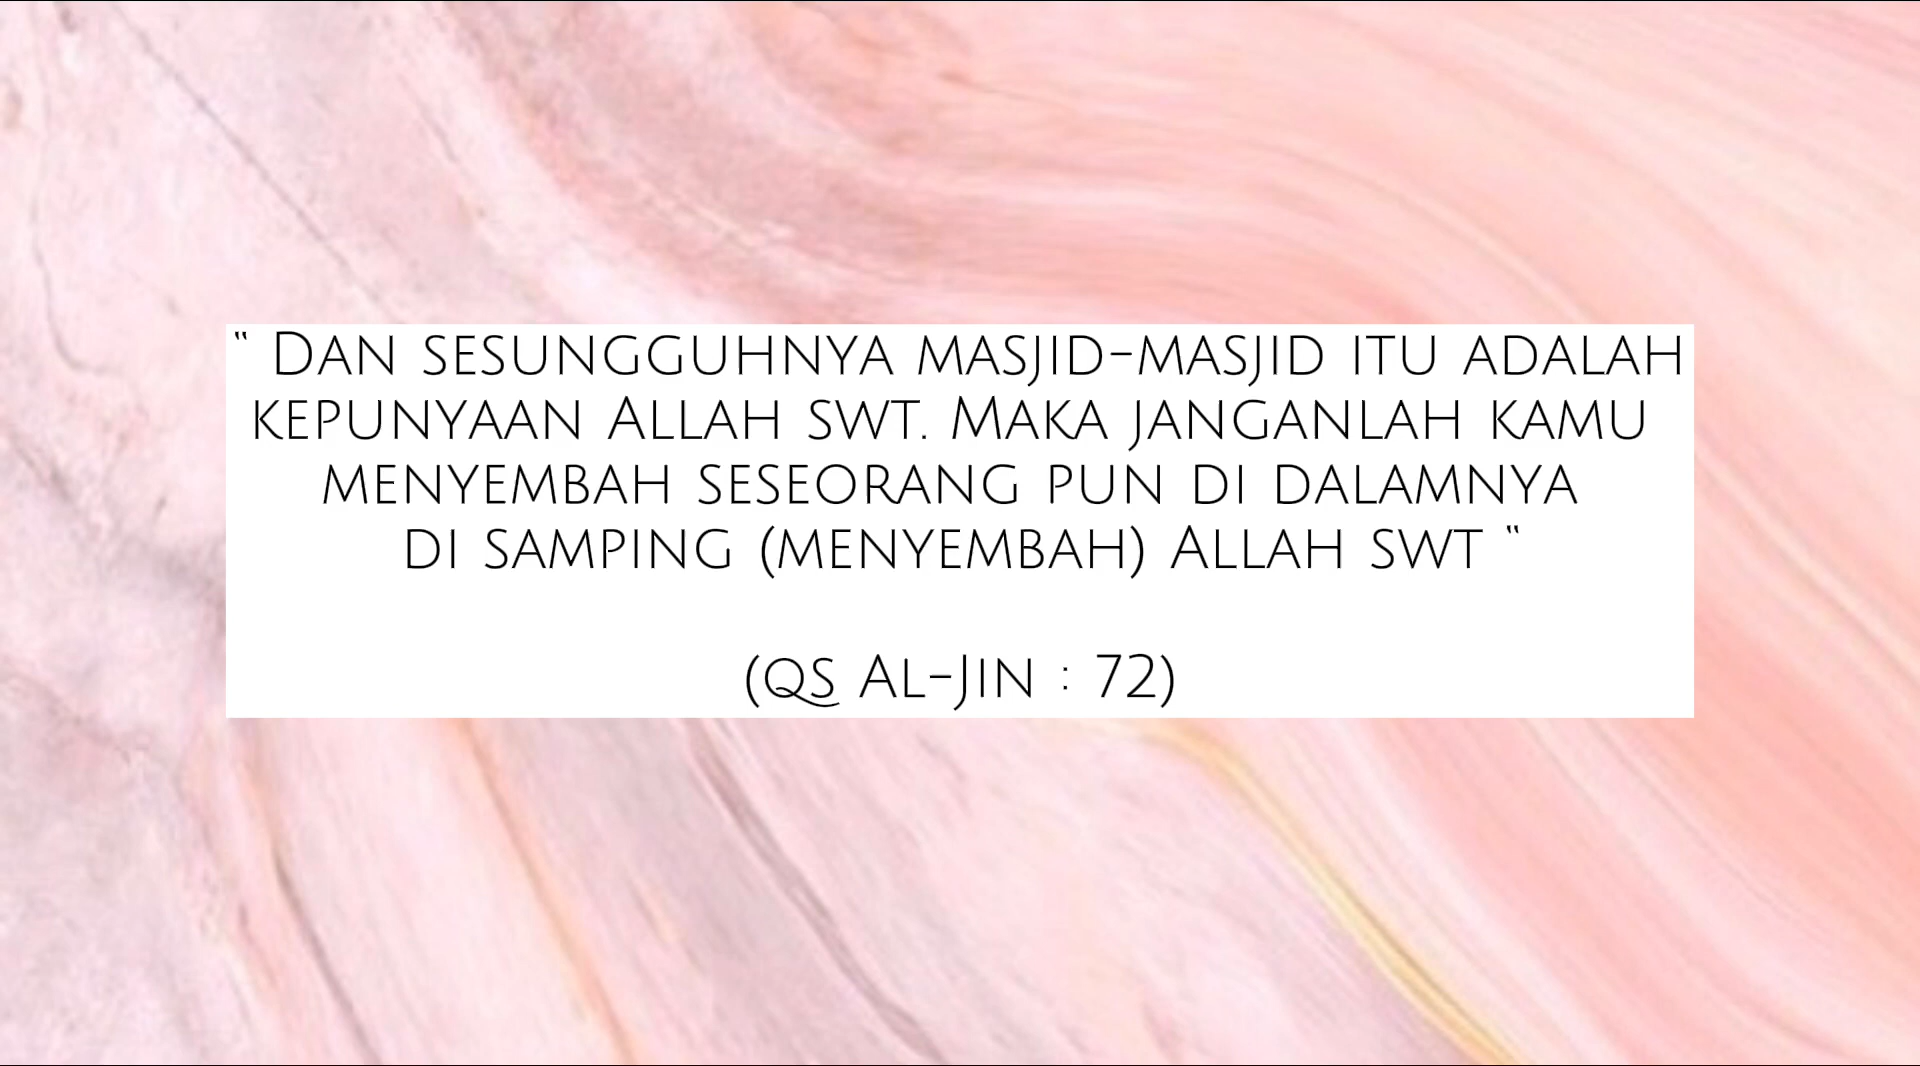 “ Dan sesungguhnya masjid-masjid itu adalah
kepunyaan Allah swt. Maka janganlah kamu
menyembah seseorang pun di dalamnya
di samping (menyembah) Allah swt “
(qs Al-Jin : 72)